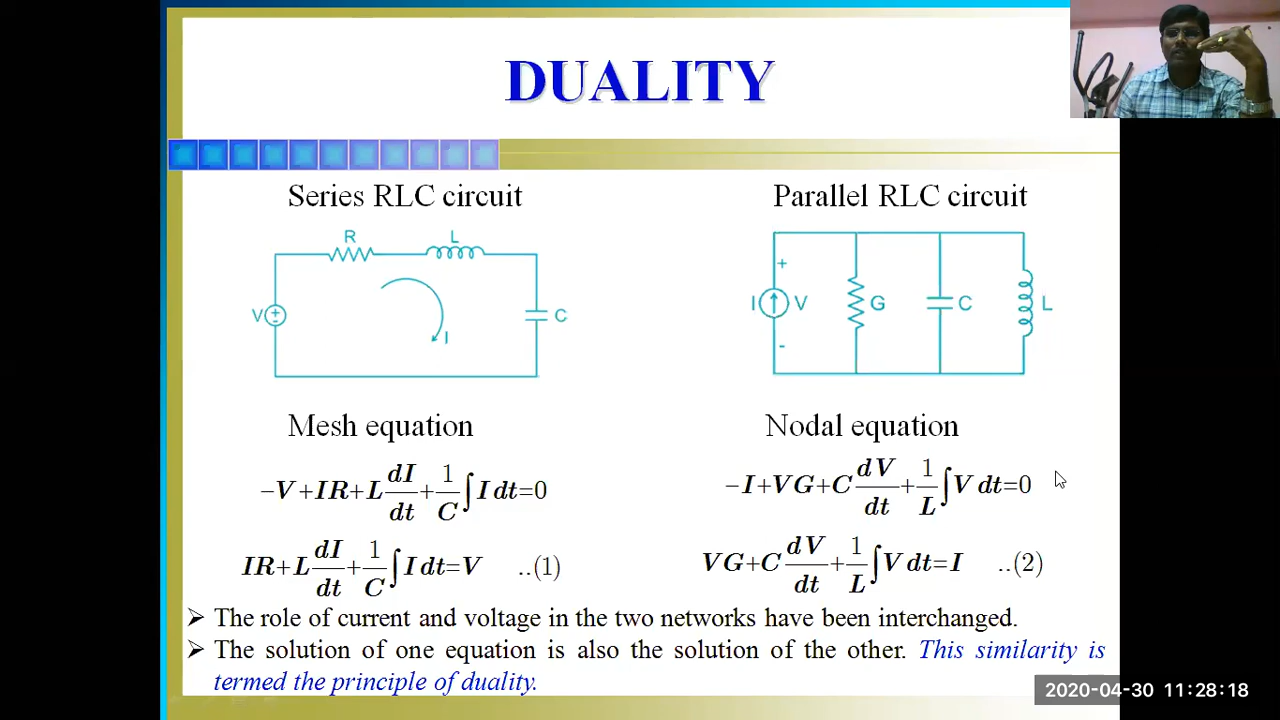 DUALITY
Series RLC circuit
Parallel RLC circuit
R
L
V
+
-
C
I
+
I
V
G
C
L
-
Mesh equation
Nodal equation
-V+IR+L dI/dt+1/C∫I dt=0
-I+VG+C dV/dt+1/L∫V dt=0
IR+L dI/dt+1/C∫I dt=V ..(1)
VG+C dV/dt+1/L∫V dt=I ..(2)
➢ The role of current and voltage in the two networks have been interchanged.
➢ The solution of one equation is also the solution of the other. This similarity is
termed the principle of duality.
2020-04-30 11:28:18